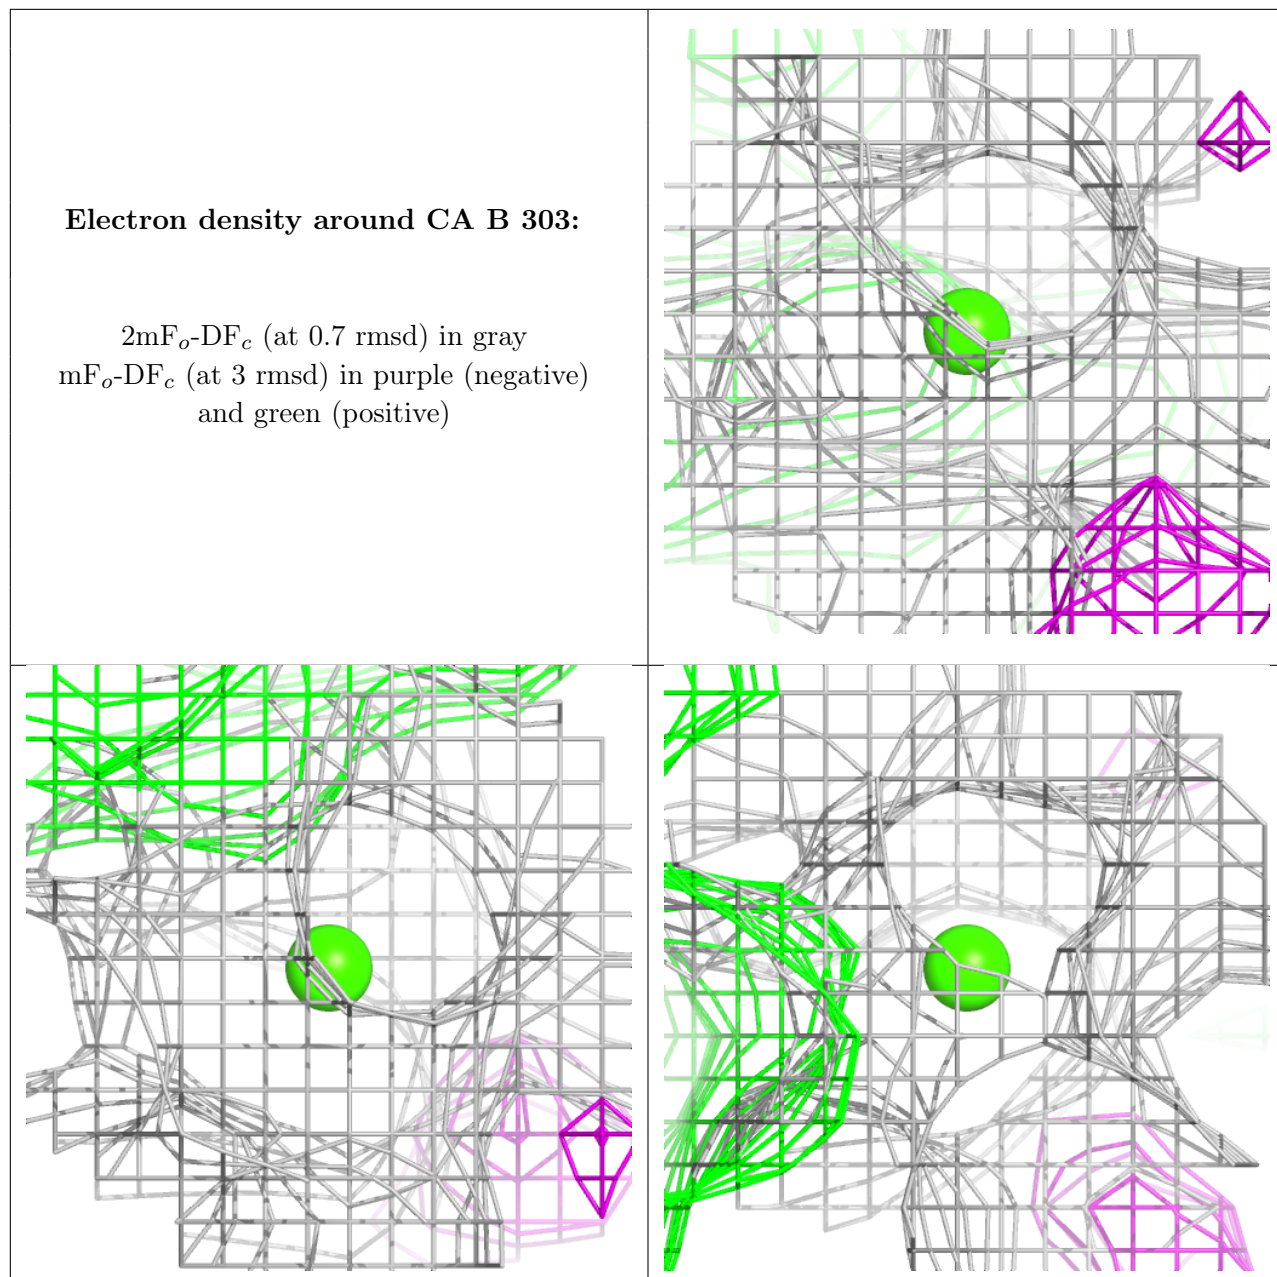 Electron density around CA B 303:
2mFo-DFc (at 0.7 rmsd) in gray
mFo-DFc (at 3 rmsd) in purple (negative)
and green (positive)